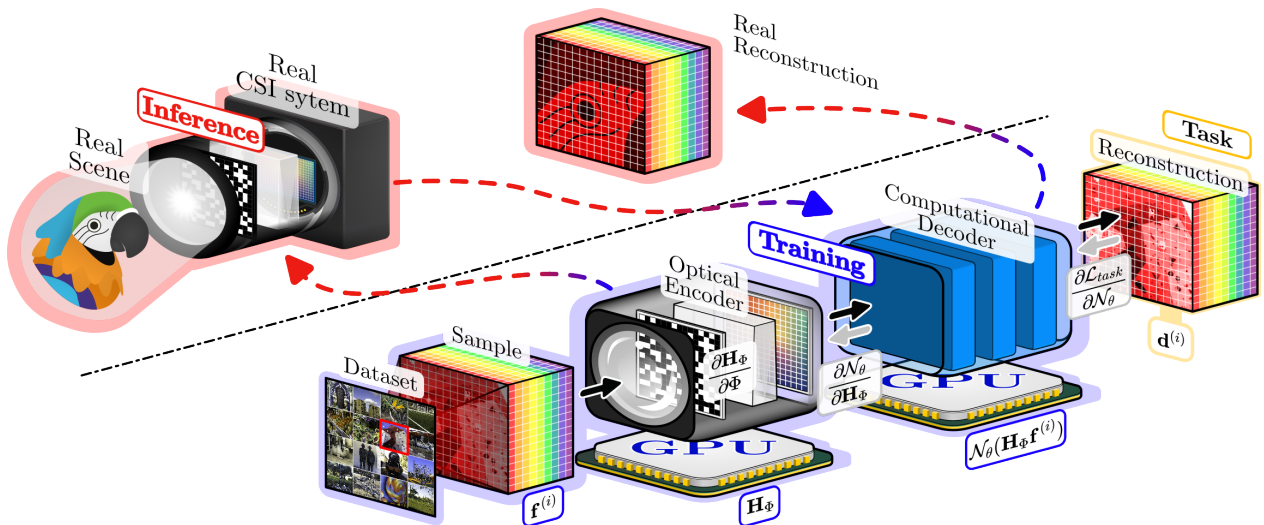 Real
Reconstruction
Real
CSI sytem
Inference
Real
Scene
Task
Reconstruction
Computational
Decoder
Training
Optical
Encoder
∂𝓛_task
∂𝒩_θ
𝐝^(i)
Sample
Dataset
∂𝐇_Φ
∂Φ
∂𝒩_θ
∂𝐇_Φ
GPU
GPU
𝒩_θ(𝐇_Φ𝐟^(i))
𝐟^(i)
𝐇_Φ